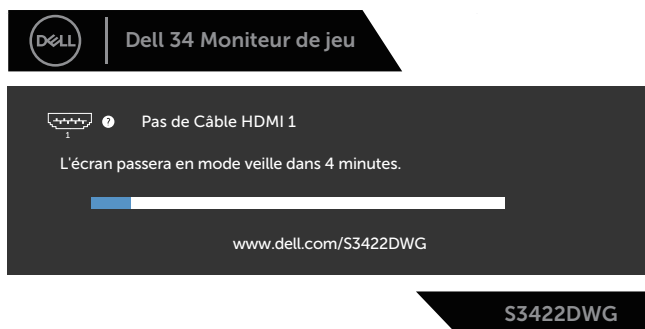 DELL
Dell 34 Moniteur de jeu
?
Pas de Câble HDMI 1
1
L'écran passera en mode veille dans 4 minutes.
www.dell.com/S3422DWG
S3422DWG